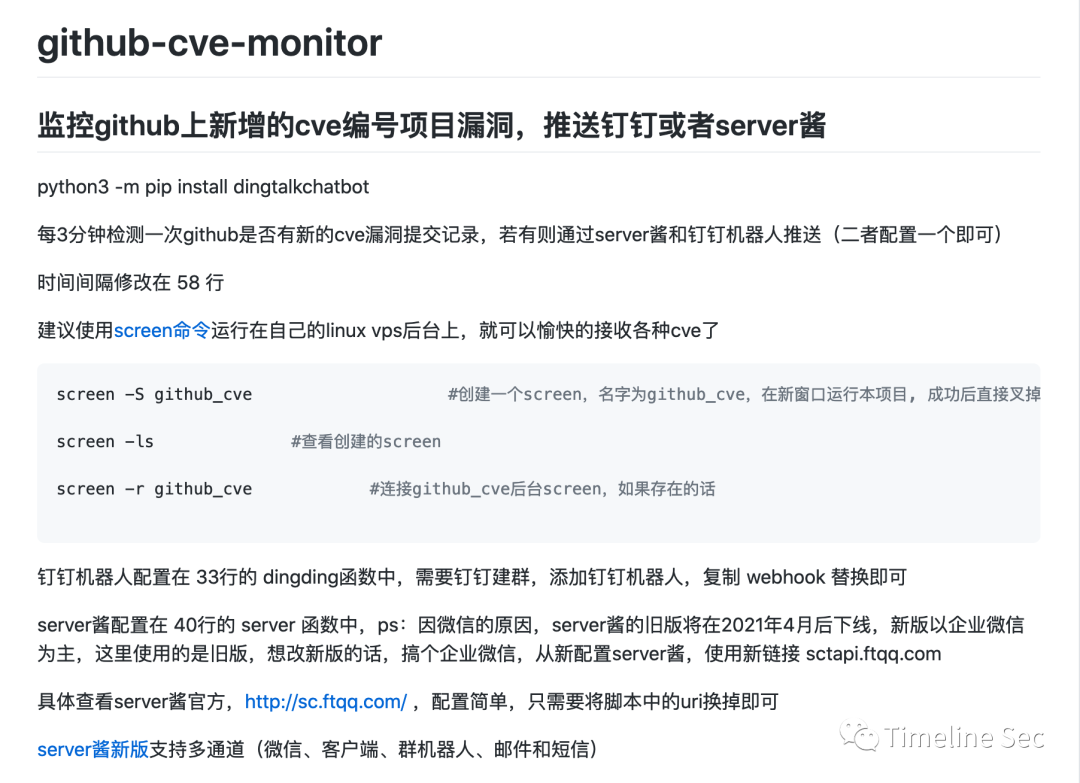 github-cve-monitor
监控github上新增的cve编号项目漏洞，推送钉钉或者server酱
python3 -m pip install dingtalkchatbot
每3分钟检测一次github是否有新的cve漏洞提交记录，若有则通过server酱和钉钉机器人推送（二者配置一个即可）
时间间隔修改在 58 行
建议使用screen命令运行在自己的linux vps后台上，就可以愉快的接收各种cve了
screen -S github_cve #创建一个screen，名字为github_cve，在新窗口运行本项目, 成功后直接叉掉
screen -ls #查看创建的screen
screen -r github_cve #连接github_cve后台screen，如果存在的话
钉钉机器人配置在 33行的 dingding函数中，需要钉钉建群，添加钉钉机器人，复制 webhook 替换即可
server酱配置在 40行的 server 函数中，ps：因微信的原因，server酱的旧版将在2021年4月后下线，新版以企业微信
为主，这里使用的是旧版，想改新版的话，搞个企业微信，从新配置server酱，使用新链接 sctapi.ftqq.com
具体查看server酱官方，http://sc.ftqq.com/ ，配置简单，只需要将脚本中的uri换掉即可
server酱新版支持多通道（微信、客户端、群机器人、邮件和短信）
Timeline Sec